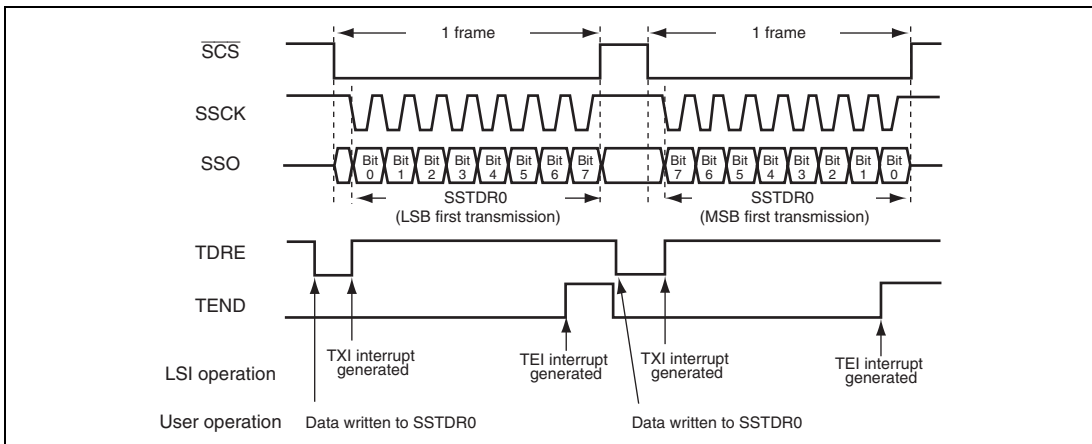 1 frame 1 frame
SCS
SSCK
SSO
Bit 0 Bit 1 Bit 2 Bit 3 Bit 4 Bit 5 Bit 6 Bit 7 Bit 7 Bit 6 Bit 5 Bit 4 Bit 3 Bit 2 Bit 1 Bit 0
SSTDR0 SSTDR0
(LSB first transmission) (MSB first transmission)
TDRE
TEND
TXI interrupt generated TEI interrupt generated TXI interrupt generated TEI interrupt generated
LSI operation
User operation Data written to SSTDR0 Data written to SSTDR0